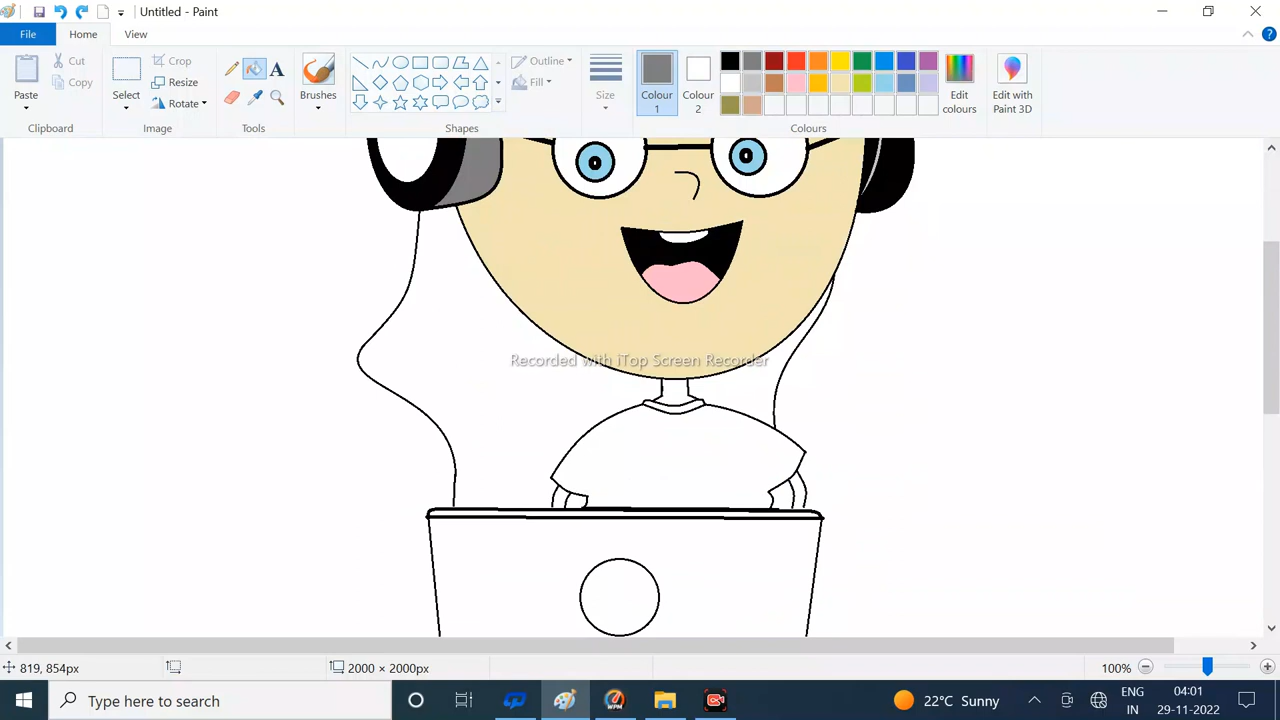 Untitled - Paint
File
Home
View
Paste
Cut
Copy
Clipboard
Select
Crop
Resize
Rotate
Image
A
Tools
Brushes
Shapes
Outline
Fill
Size
Colour 1
Colour 2
Edit colours
Colours
Edit with Paint 3D
Recorded with iTop Screen Recorder
819, 854px
2000 × 2000px
100%
Type here to search
WPM
22°C Sunny
ENG
IN
04:01
29-11-2022